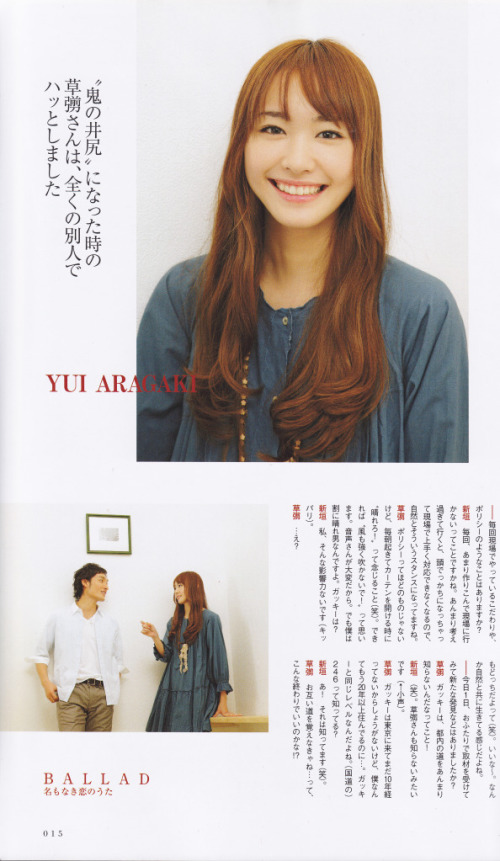 “鬼の井尻”になった時の
草彅さんは、全くの別人で
ハッとしました
YUI ARAGAKI
――毎回現場でやっているこだわりや、
ポリシーのようなことはありますか？
新垣　毎回、あまり作りこんで現場に行
かないってことですかね。あんまり考え
過ぎて行くと、頭でっかちになっちゃっ
て現場で上手く対応できなくなるので、
自然とそういうスタンスになってますね。
草彅　ポリシーってほどのものじゃない
けど、毎朝起きてカーテンを開ける時に
「晴れろ！」って念じること（笑）。でき
れば、「風も強く吹かないで！」って思い
ます。音声さんが大変だから。でも僕は
割に晴れ男なんですよ。ガッキーは？
新垣　私、そんな影響力ないです（キッ
パリ）。
草彅　…え？
もどっちだよって（笑）。いいな〜。なん
か自然と共に生きてる感じだよね。
――今日1日、おふたりで取材を受けて
みて新たな発見などはありましたか？
草彅　ガッキーは、都内の道をあんまり
知らないんだなってこと！
新垣　（笑）。草彅さんも知らないみたい
です（↑小声）。
草彅　ガッキーは東京に来てまだ10年経
ってないからしょうがないけど、僕なん
てもう20年以上住んでるのに…。ガッキ
ーと同じレベルなんだよね。（国道の）
246って知ってる？
新垣　あ！　それは知ってます（笑）。
草彅　お互い道を覚えなきゃね…って、
こんな終わりでいいのかな!?
BALLAD
名もなき恋のうた
015